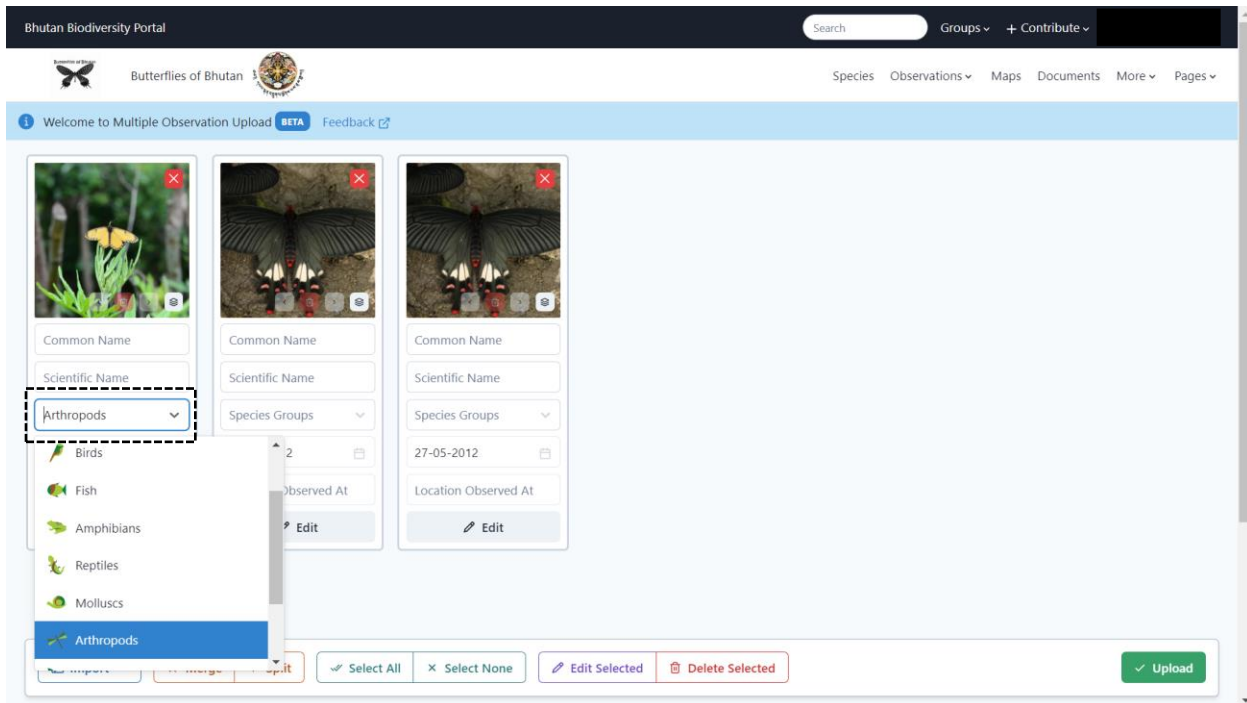 Bhutan Biodiversity Portal
Search
Groups
+ Contribute
Butterflies of Bhutan
Species Observations Maps Documents More Pages
Welcome to Multiple Observation Upload BETA Feedback
Common Name Common Name Common Name
Scientific Name Scientific Name Scientific Name
Arthropods Species Groups Species Groups
Birds 2 27-05-2012
Fish Observed At Location Observed At
Amphibians Edit Edit
Reptiles
Molluscs
Arthropods
Select All × Select None Edit Selected Delete Selected Upload